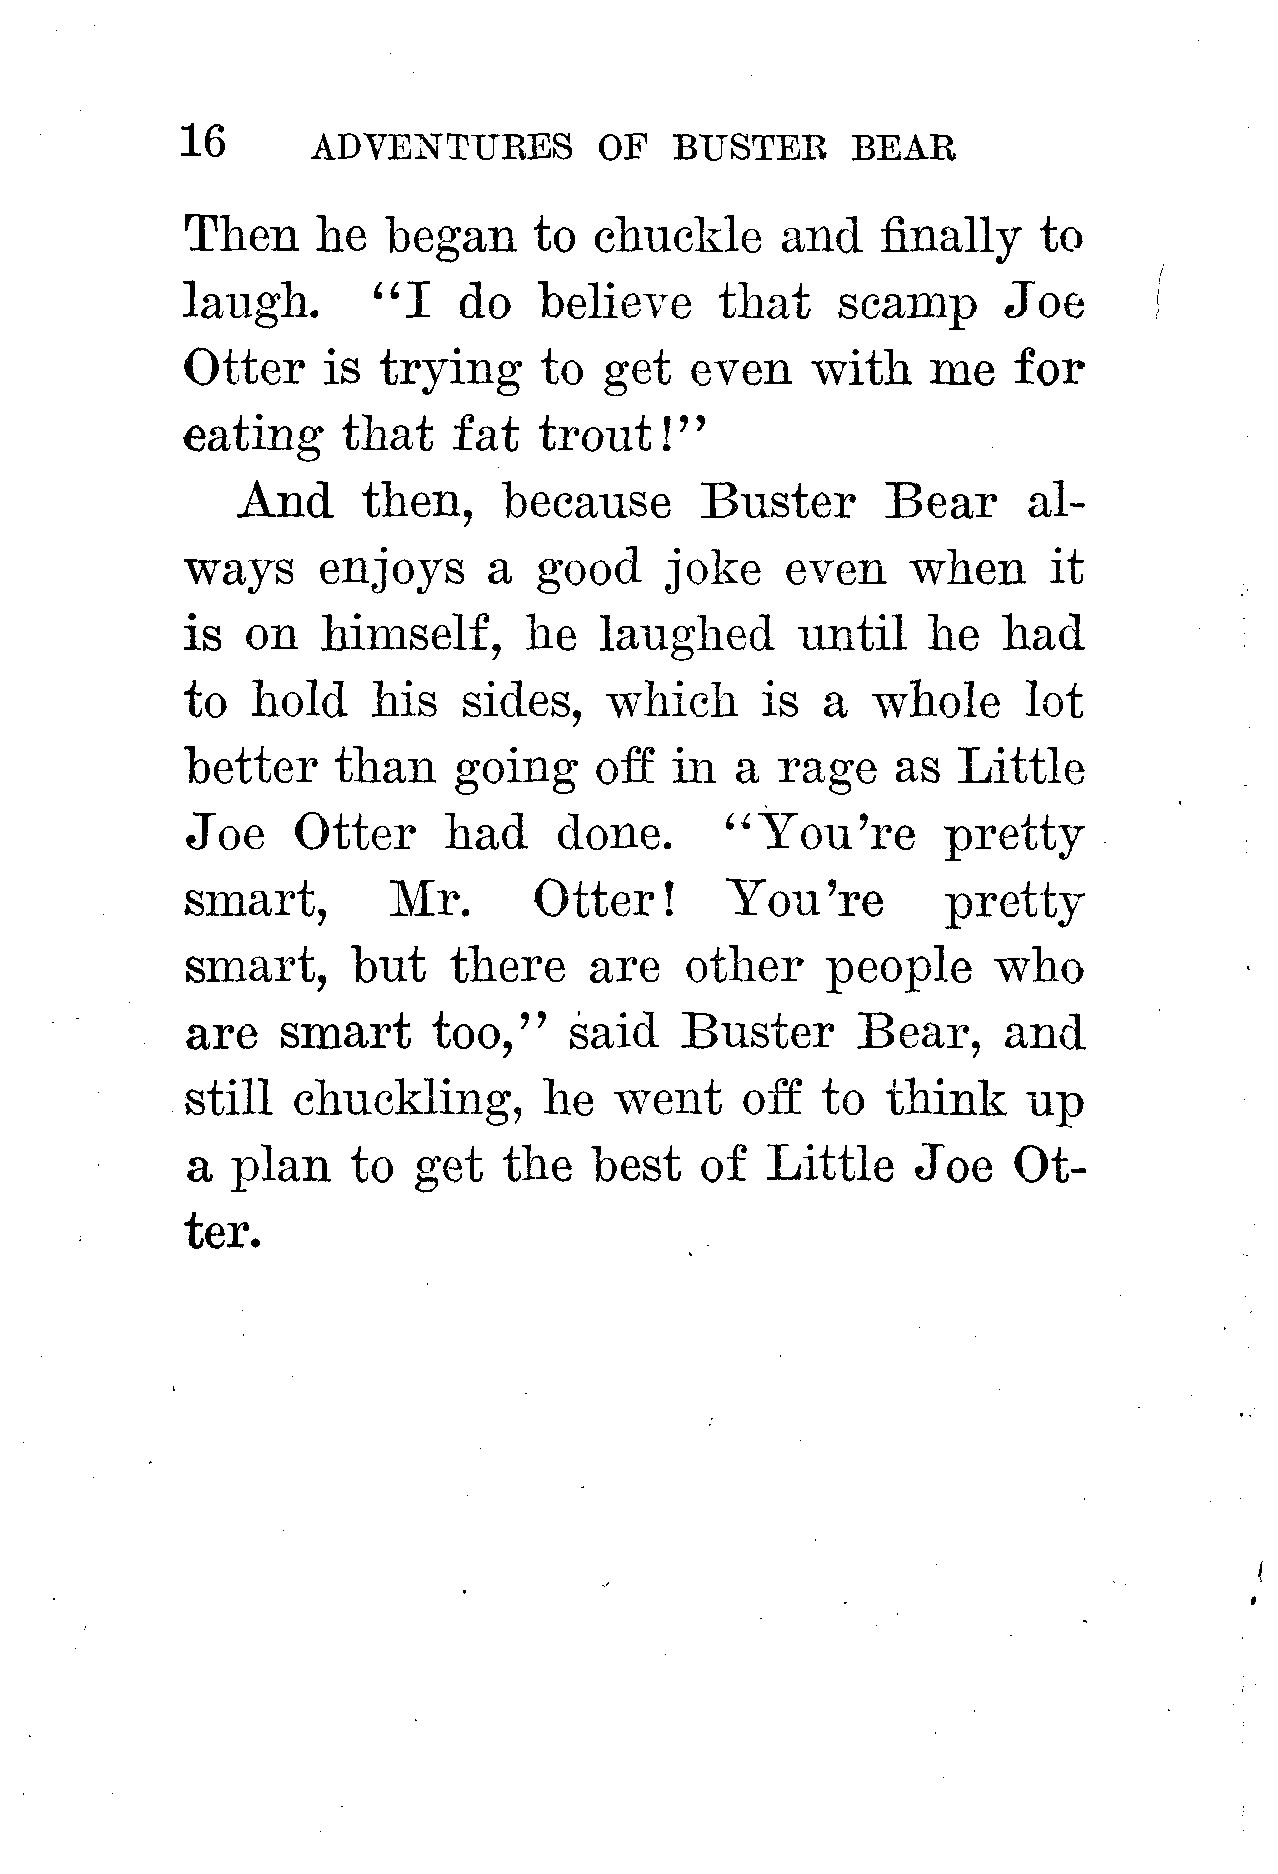 16 ADVENTURES OF BUSTER BEAR
Then he began to chuckle and finally to
laugh. "I do believe that scamp Joe
Otter is trying to get even with me for
eating that fat trout!"
And then, because Buster Bear al-
ways enjoys a good joke even when it
is on himself, he laughed until he had
to hold his sides, which is a whole lot
better than going off in a rage as Little
Joe Otter had done. "You're pretty
smart, Mr. Otter! You're pretty
smart, but there are other people who
are smart too," said Buster Bear, and
still chuckling, he went off to think up
a plan to get the best of Little Joe Ot-
ter.